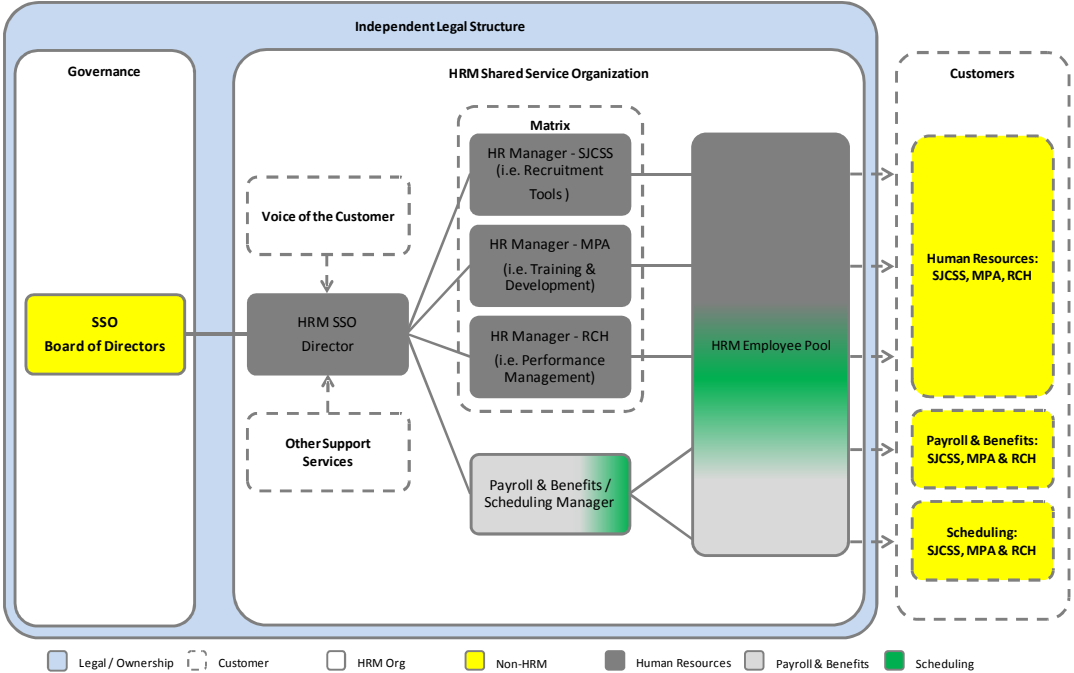 Independent Legal Structure
Governance
HRM Shared Service Organization
Customers
Matrix
HR Manager - SJCSS
(i.e. Recruitment
Tools )
Voice of the Customer
HR Manager - MPA
(i.e. Training &
Development)
Human Resources:
SJCSS, MPA, RCH
SSO
Board of Directors
HRM SSO
Director
HR Manager - RCH
(i.e. Performance
Management)
HRM Employee Pool
Other Support
Services
Payroll & Benefits /
Scheduling Manager
Payroll & Benefits:
SJCSS, MPA & RCH
Scheduling:
SJCSS, MPA & RCH
Legal / Ownership
Customer
HRM Org
Non-HRM
Human Resources
Payroll & Benefits
Scheduling